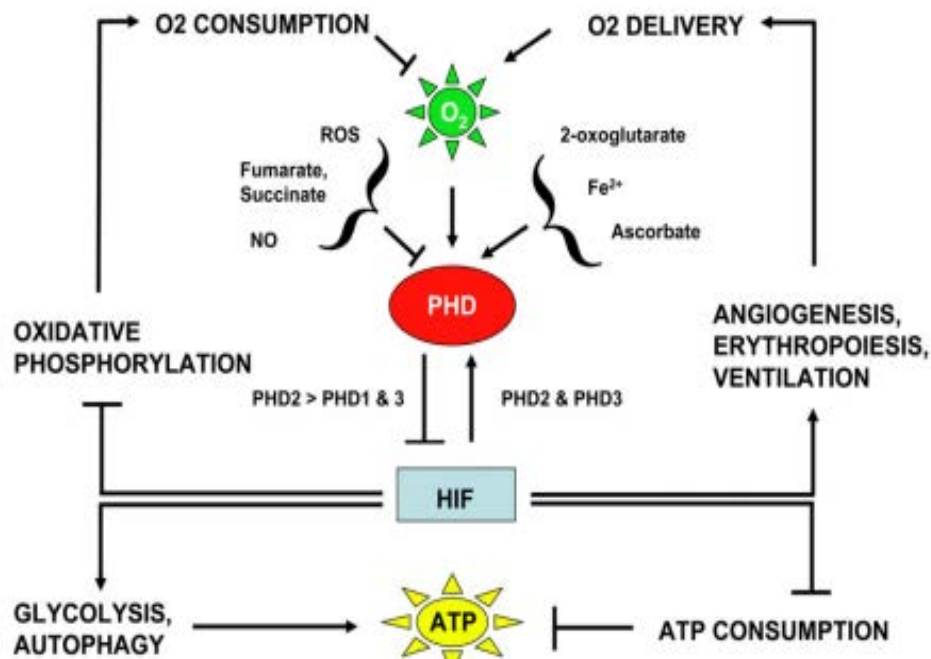 O2 CONSUMPTION
O2 DELIVERY
O₂
ROS
Fumarate,
Succinate
NO
2-oxoglutarate
Fe²⁺
Ascorbate
PHD
OXIDATIVE
PHOSPHORYLATION
ANGIOGENESIS,
ERYTHROPOIESIS,
VENTILATION
PHD2 > PHD1 & 3
PHD2 & PHD3
HIF
GLYCOLYSIS,
AUTOPHAGY
ATP
ATP CONSUMPTION